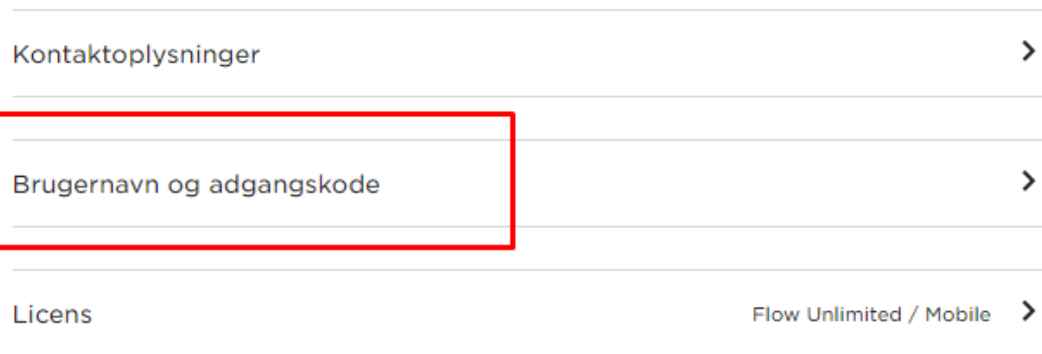 Kontaktoplysninger
Brugernavn og adgangskode
Licens Flow Unlimited / Mobile